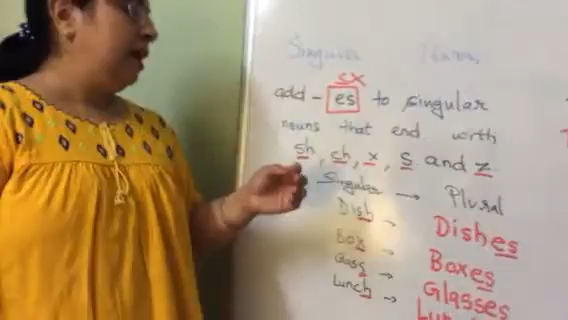 Singular
add - es to singular
nouns that end with
sh, ch, x, s and z
Singular → Plural
Dish → Dishes
Box → Boxes
Glass → Glasses
Lunch →